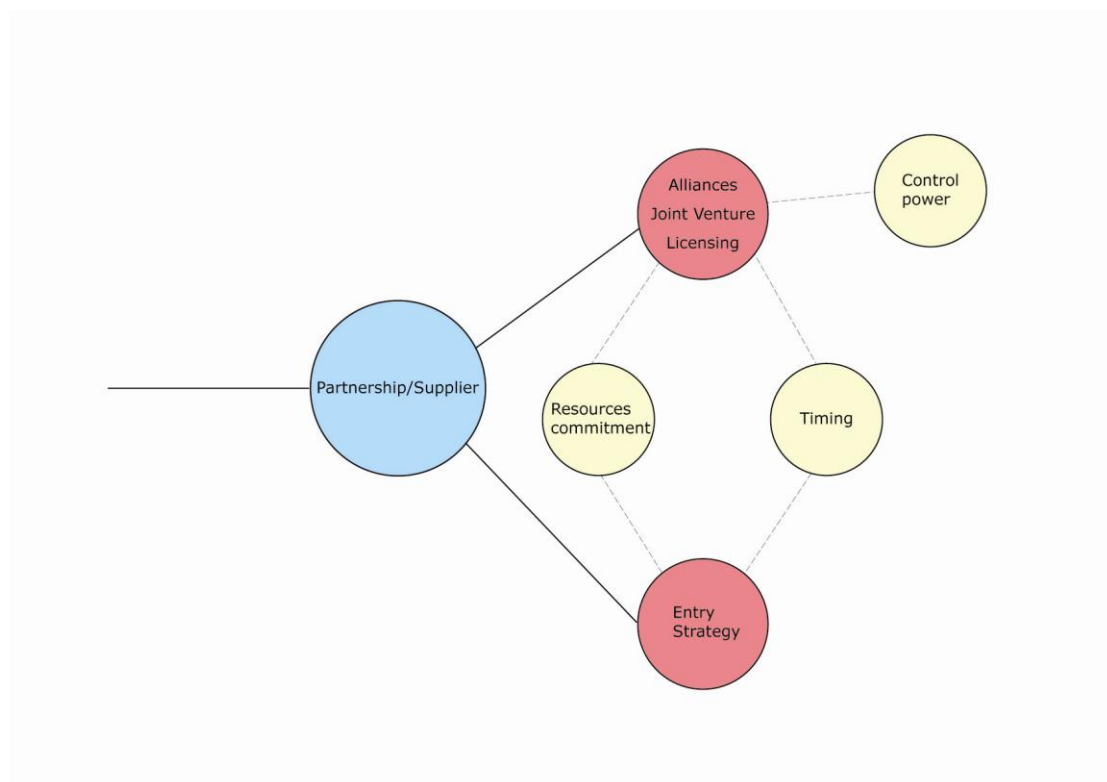 Alliances
Joint Venture
Licensing
Control
power
Partnership/Supplier
Resources
commitment
Timing
Entry
Strategy